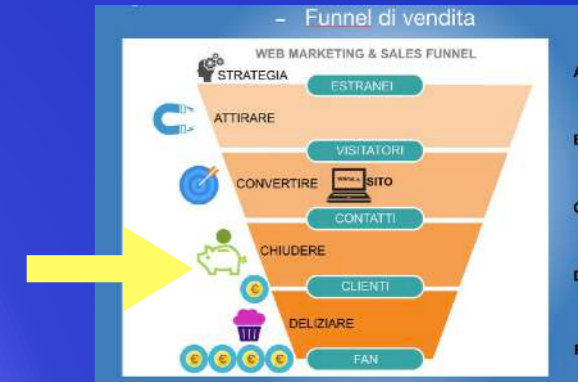 - Funnel di vendita
WEB MARKETING & SALES FUNNEL
STRATEGIA
ESTRANEI
ATTIRARE
VISITATORI
CONVERTIRE
SITO
CONTATTI
CHIUDERE
CLIENTI
DELIZIARE
FAN